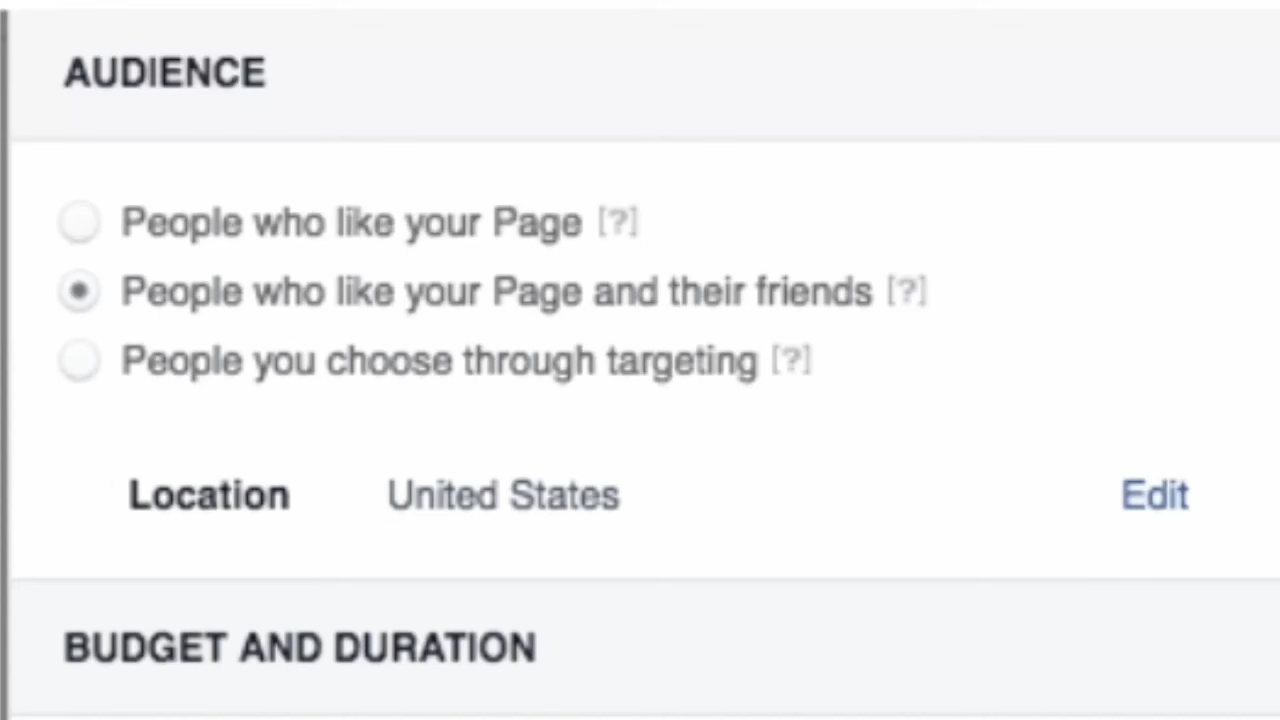 AUDIENCE
People who like your Page [?]
People who like your Page and their friends [?]
People you choose through targeting [?]
Location United States Edit
BUDGET AND DURATION